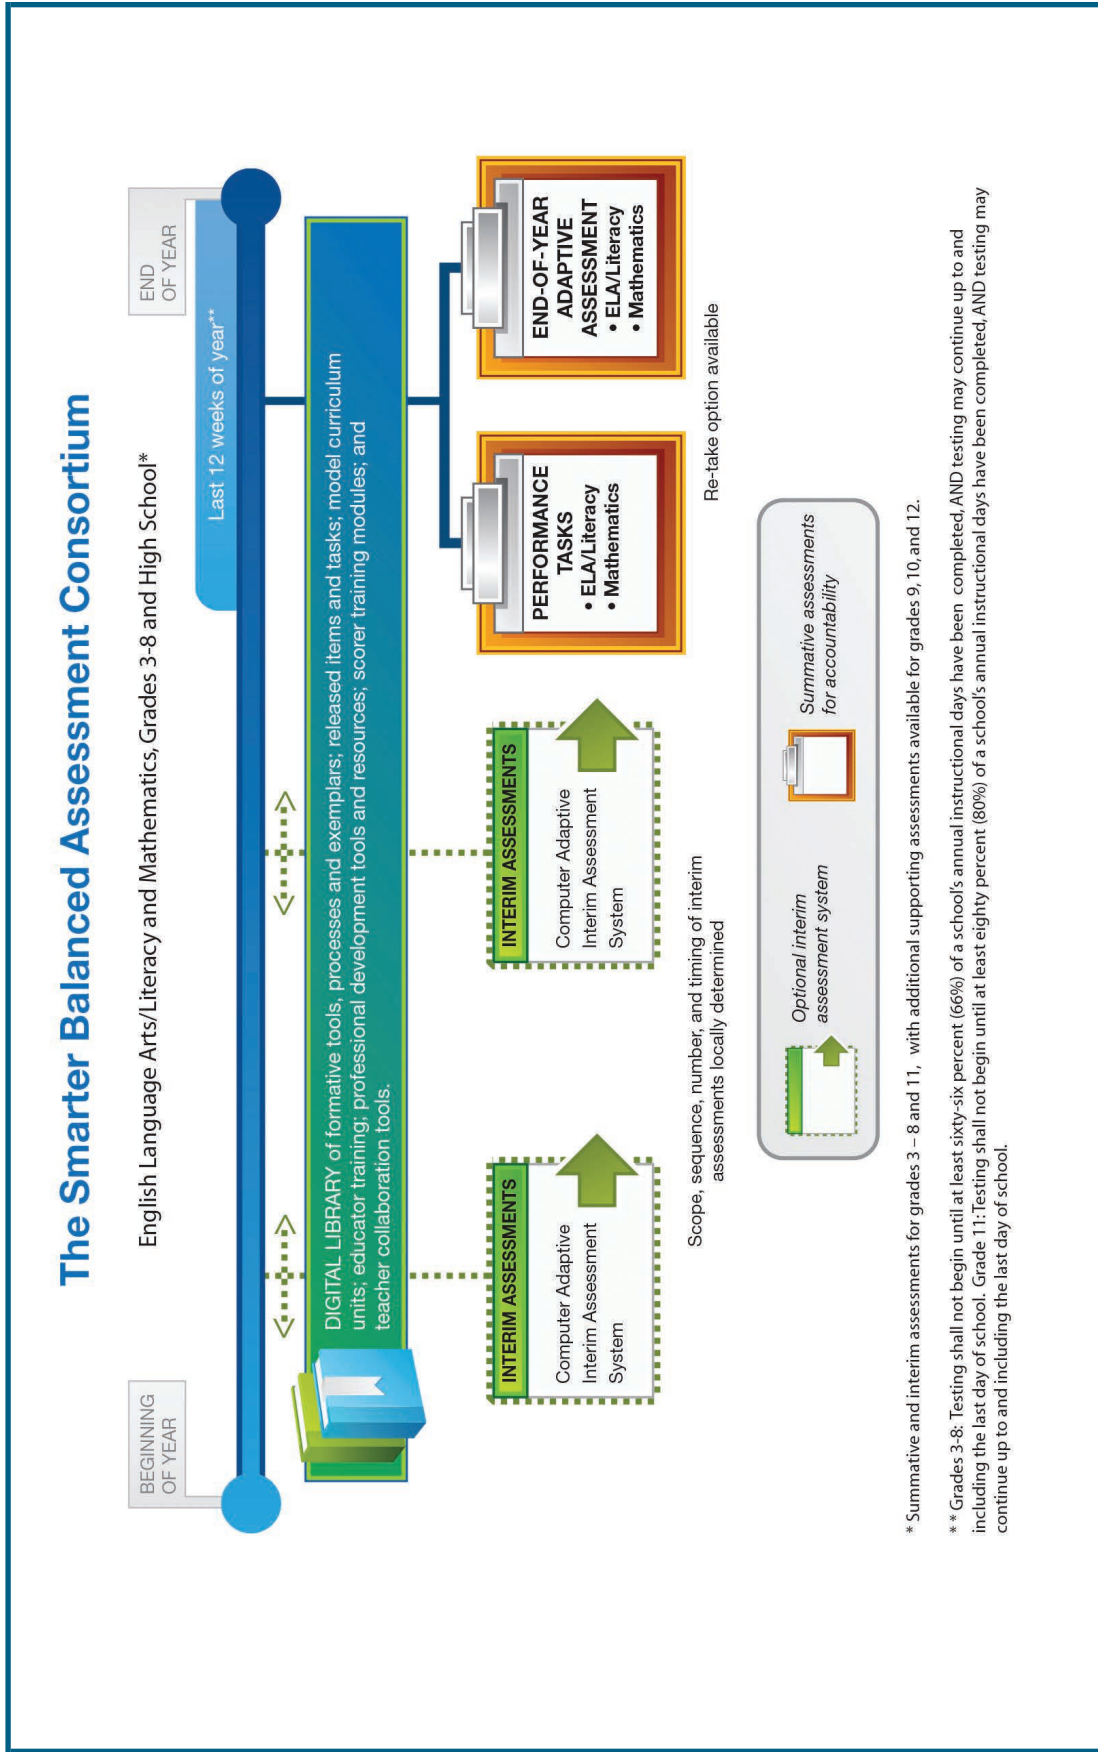 The Smarter Balanced Assessment Consortium
English Language Arts/Literacy and Mathematics, Grades 3-8 and High School*
BEGINNING
OF YEAR
END
OF YEAR
Last 12 weeks of year**
DIGITAL LIBRARY of formative tools, processes and exemplars; released items and tasks; model curriculum
units; educator training; professional development tools and resources; scorer training modules; and
teacher collaboration tools.
INTERIM ASSESSMENTS
Computer Adaptive
Interim Assessment
System
INTERIM ASSESSMENTS
Computer Adaptive
Interim Assessment
System
PERFORMANCE
TASKS
• ELA/Literacy
• Mathematics
END-OF-YEAR
ADAPTIVE
ASSESSMENT
• ELA/Literacy
• Mathematics
Scope, sequence, number, and timing of interim
assessments locally determined
Re-take option available
Optional interim
assessment system
Summative assessments
for accountability
* Summative and interim assessments for grades 3 – 8 and 11, with additional supporting assessments available for grades 9, 10, and 12.
* * Grades 3-8: Testing shall not begin until at least sixty-six percent (66%) of a school's annual instructional days have been completed, AND testing may continue up to and
including the last day of school. Grade 11: Testing shall not begin until at least eighty percent (80%) of a school's annual instructional days have been completed, AND testing may
continue up to and including the last day of school.